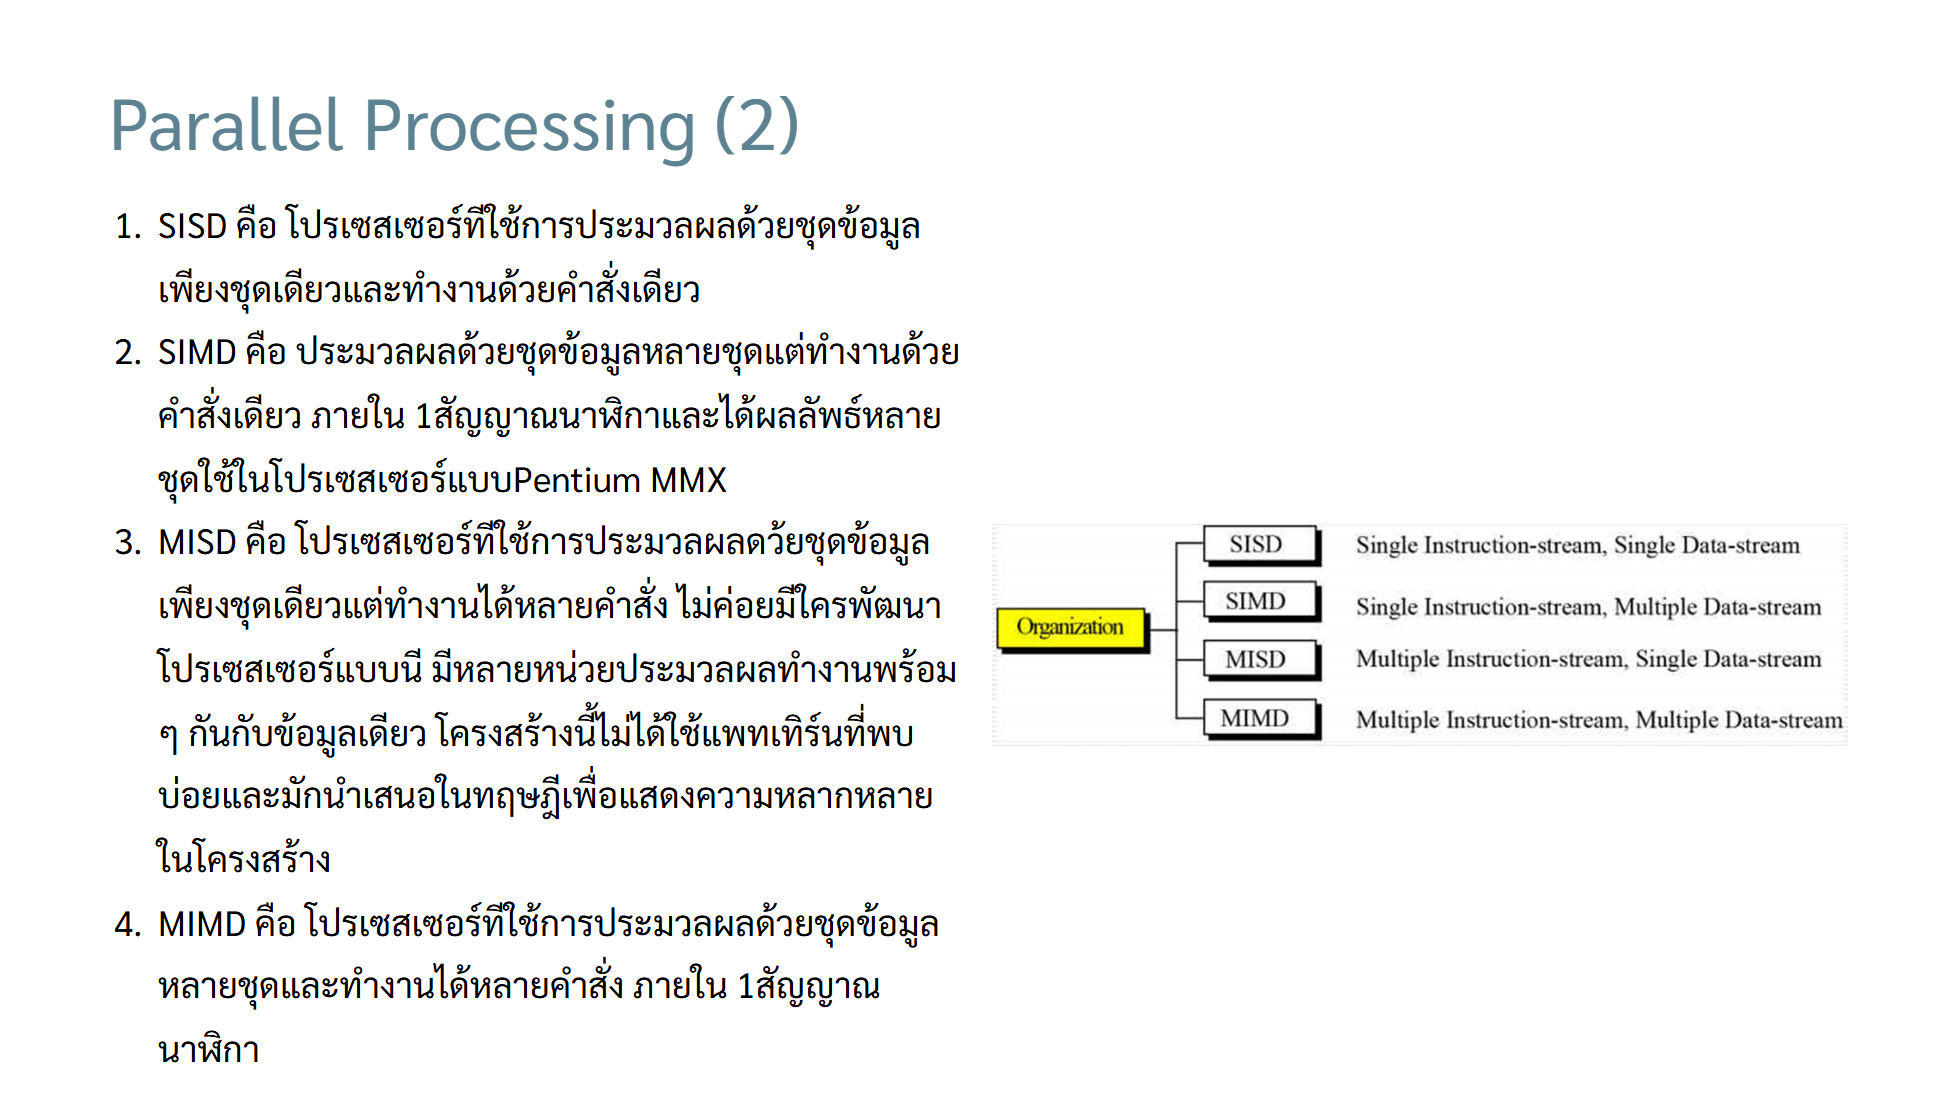 Parallel Processing (2)
1. SISD คือ โปรเซสเซอร์ทีใช้การประมวลผลด้วยชุดข้อมูล
เพียงชุดเดียวและทำงานด้วยคำสั่งเดียว
2. SIMD คือ ประมวลผลด้วยชุดข้อมูลหลายชุดแต่ทำงานด้วย
คำสั่งเดียว ภายใน 1สัญญาณนาฬิกาและได้ผลลัพธ์หลาย
ชุดใช้ในโปรเซสเซอร์แบบPentium MMX
3. MISD คือ โปรเซสเซอร์ทีใช้การประมวลผลดว้ยชุดข้อมูล
เพียงชุดเดียวแต่ทำงานได้หลายคำสั่ง ไม่ค่อยมีใครพัฒนา
โปรเซสเซอร์แบบนี มีหลายหน่วยประมวลผลทำงานพร้อม
ๆ กันกับข้อมูลเดียว โครงสร้างนี้ไม่ได้ใช้แพทเทิร์นที่พบ
บ่อยและมักนำเสนอในทฤษฎีเพื่อแสดงความหลากหลาย
ในโครงสร้าง
4. MIMD คือ โปรเซสเซอร์ทีใช้การประมวลผลด้วยชุดข้อมูล
หลายชุดและทำงานได้หลายคำสั่ง ภายใน 1สัญญาณ
นาฬิกา
Organization
SISD Single Instruction-stream, Single Data-stream
SIMD Single Instruction-stream, Multiple Data-stream
MISD Multiple Instruction-stream, Single Data-stream
MIMD Multiple Instruction-stream, Multiple Data-stream